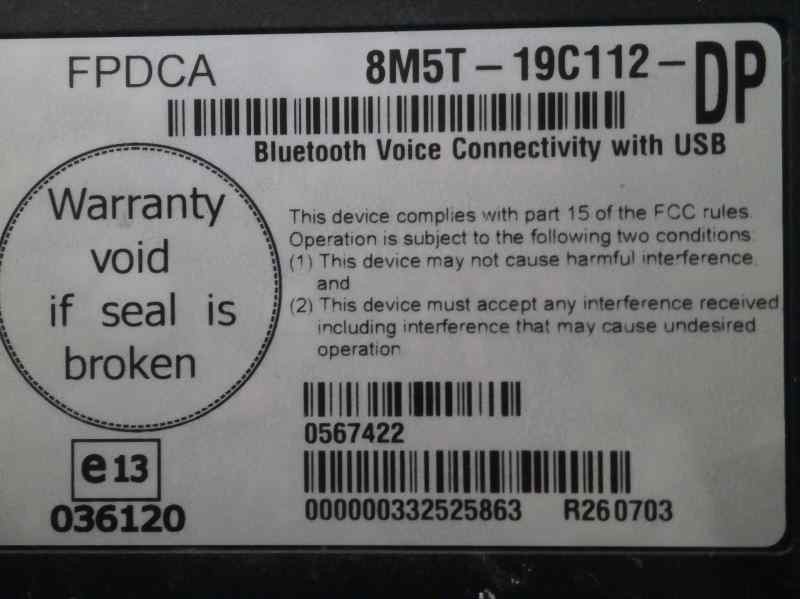 FPDCA
8M5T-19C112-DP
Bluetooth Voice Connectivity with USB
Warranty
void
if seal is
broken
This device complies with part 15 of the FCC rules.
Operation is subject to the following two conditions:
(1) This device may not cause harmful interference,
and
(2) This device must accept any interference received
including interference that may cause undesired
operation
0567422
e13
036120
000000332525863 R260703